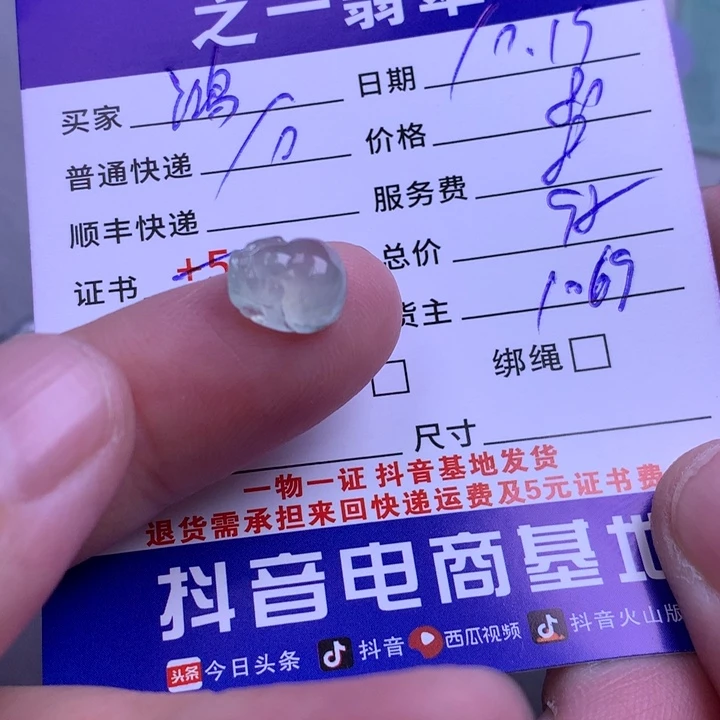 之一翡翠
买家 鸿 日期 10.15
普通快递 10 价格
顺丰快递 服务费
证书 +5 总价
货主 1069
绑绳
尺寸
一物一证 抖音基地发货
退货需承担来回快递运费及5元证书费
抖音电商基地
头条 今日头条 抖音 西瓜视频 抖音火山版